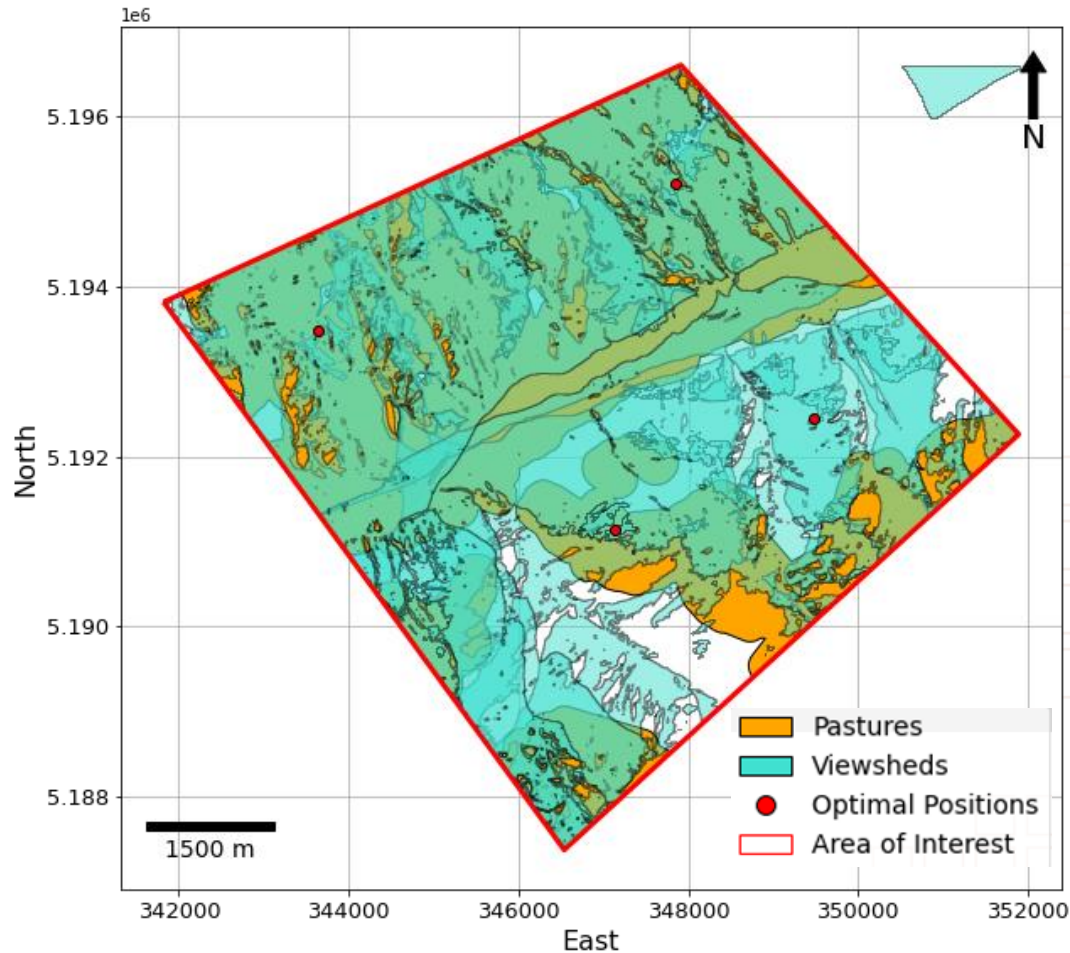 1e6
5.196
5.194
5.192
5.190
5.188
North
N
Pastures
Viewsheds
Optimal Positions
Area of Interest
1500 m
342000 344000 346000 348000 350000 352000
East